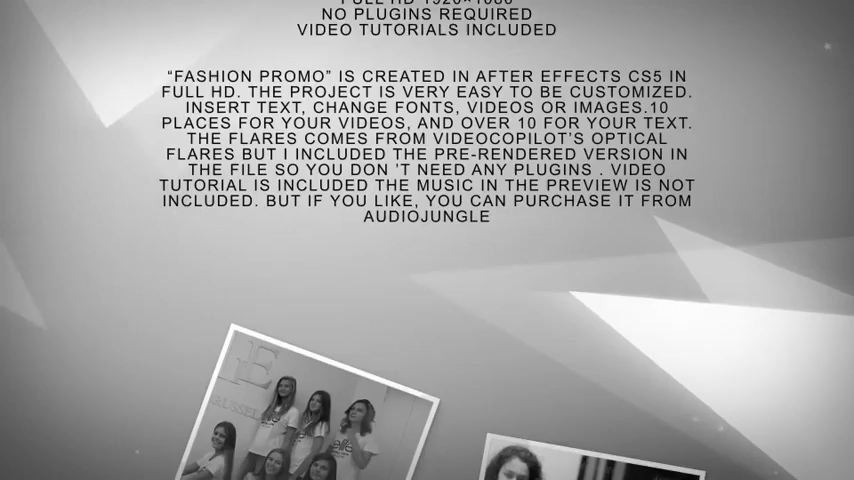 FULL HD 1920×1080
NO PLUGINS REQUIRED
VIDEO TUTORIALS INCLUDED
“FASHION PROMO” IS CREATED IN AFTER EFFECTS CS5 IN
FULL HD. THE PROJECT IS VERY EASY TO BE CUSTOMIZED.
INSERT TEXT, CHANGE FONTS, VIDEOS OR IMAGES.10
PLACES FOR YOUR VIDEOS, AND OVER 10 FOR YOUR TEXT.
THE FLARES COMES FROM VIDEOCOPILOT’S OPTICAL
FLARES BUT I INCLUDED THE PRE-RENDERED VERSION IN
THE FILE SO YOU DON ’T NEED ANY PLUGINS . VIDEO
TUTORIAL IS INCLUDED THE MUSIC IN THE PREVIEW IS NOT
INCLUDED. BUT IF YOU LIKE, YOU CAN PURCHASE IT FROM
AUDIOJUNGLE